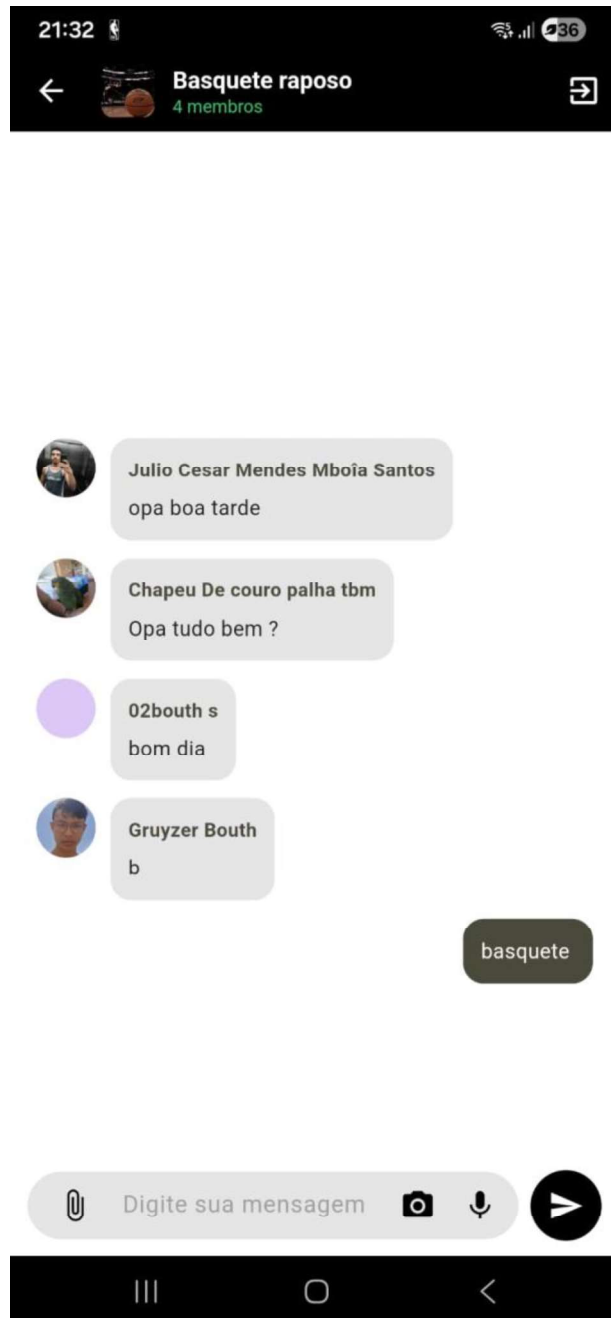 21:32
36
Basquete raposo
4 membros
Julio Cesar Mendes Mboîa Santos
opa boa tarde
Chapeu De couro palha tbm
Opa tudo bem ?
02bouth s
bom dia
Gruyzer Bouth
b
basquete
Digite sua mensagem